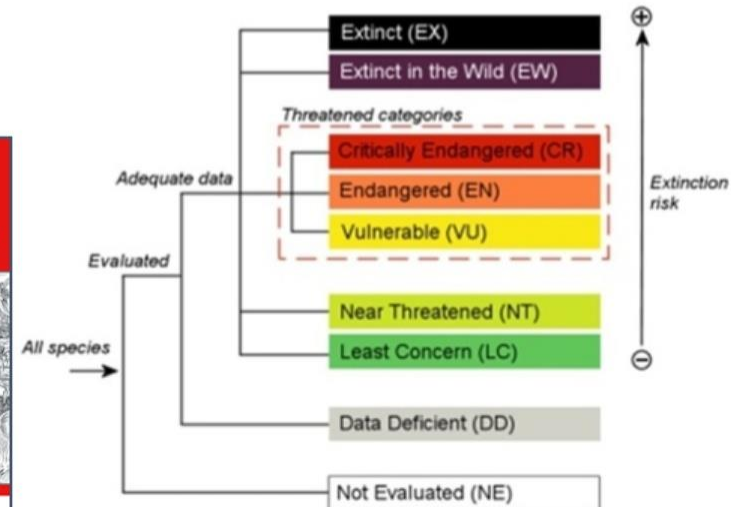 Extinct (EX)
Extinct in the Wild (EW)
Threatened categories
Critically Endangered (CR)
Adequate data
Endangered (EN)
Extinction
risk
Vulnerable (VU)
Evaluated
Near Threatened (NT)
All species
Least Concern (LC)
Data Deficient (DD)
Not Evaluated (NE)